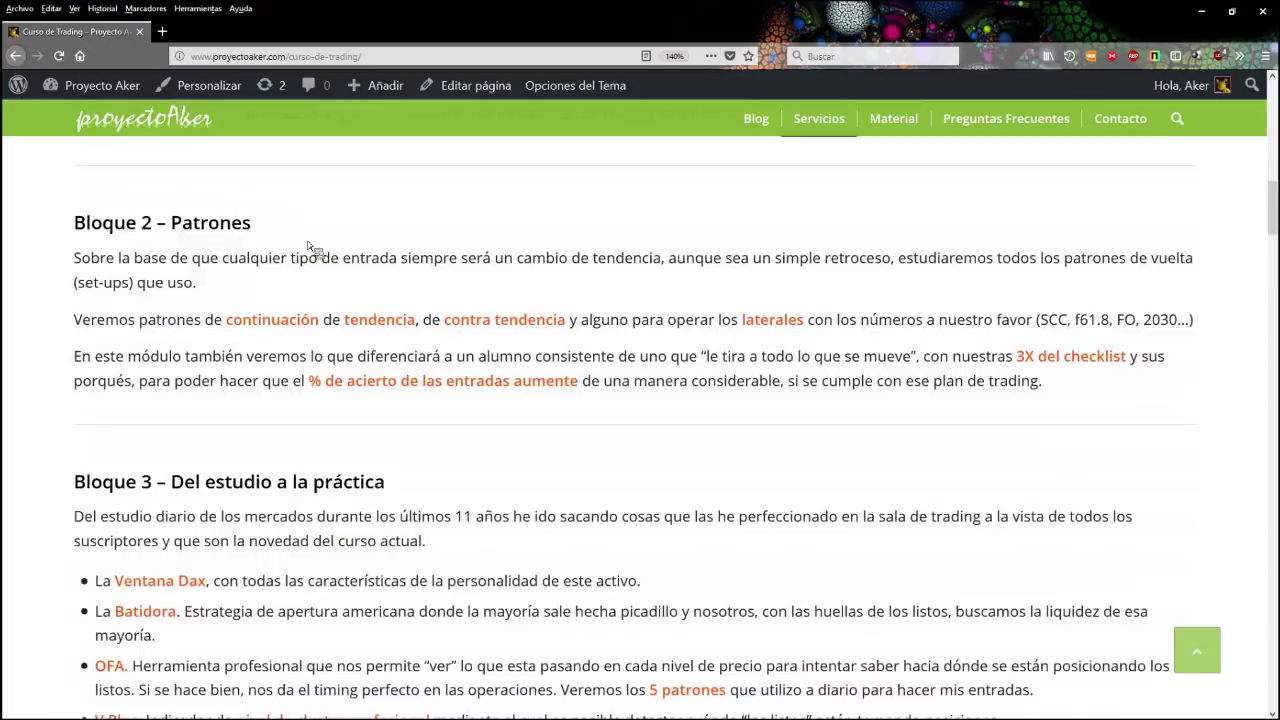 Archivo Editar Ver Historial Marcadores Herramientas Ayuda
Curso de Trading – Proyecto A
www.proyectoaker.com/curso-de-trading/ 140% Buscar
Proyecto Aker Personalizar 2 0 Añadir Editar página Opciones del Tema Hola, Aker
proyectoAker Blog Servicios Material Preguntas Frecuentes Contacto
Bloque 2 – Patrones
Sobre la base de que cualquier tipo de entrada siempre será un cambio de tendencia, aunque sea un simple retroceso, estudiaremos todos los patrones de vuelta
(set-ups) que uso.
Veremos patrones de continuación de tendencia, de contra tendencia y alguno para operar los laterales con los números a nuestro favor (SCC, f61.8, FO, 2030...)
En este módulo también veremos lo que diferenciará a un alumno consistente de uno que “le tira a todo lo que se mueve”, con nuestras 3X del checklist y sus
porqués, para poder hacer que el % de acierto de las entradas aumente de una manera considerable, si se cumple con ese plan de trading.
Bloque 3 – Del estudio a la práctica
Del estudio diario de los mercados durante los últimos 11 años he ido sacando cosas que las he perfeccionado en la sala de trading a la vista de todos los
suscriptores y que son la novedad del curso actual.
La Ventana Dax, con todas las características de la personalidad de este activo.
La Batidora. Estrategia de apertura americana donde la mayoría sale hecha picadillo y nosotros, con las huellas de los listos, buscamos la liquidez de esa
mayoría.
OFA. Herramienta profesional que nos permite “ver” lo que esta pasando en cada nivel de precio para intentar saber hacia dónde se están posicionando los
listos. Si se hace bien, nos da el timing perfecto en las operaciones. Veremos los 5 patrones que utilizo a diario para hacer mis entradas.